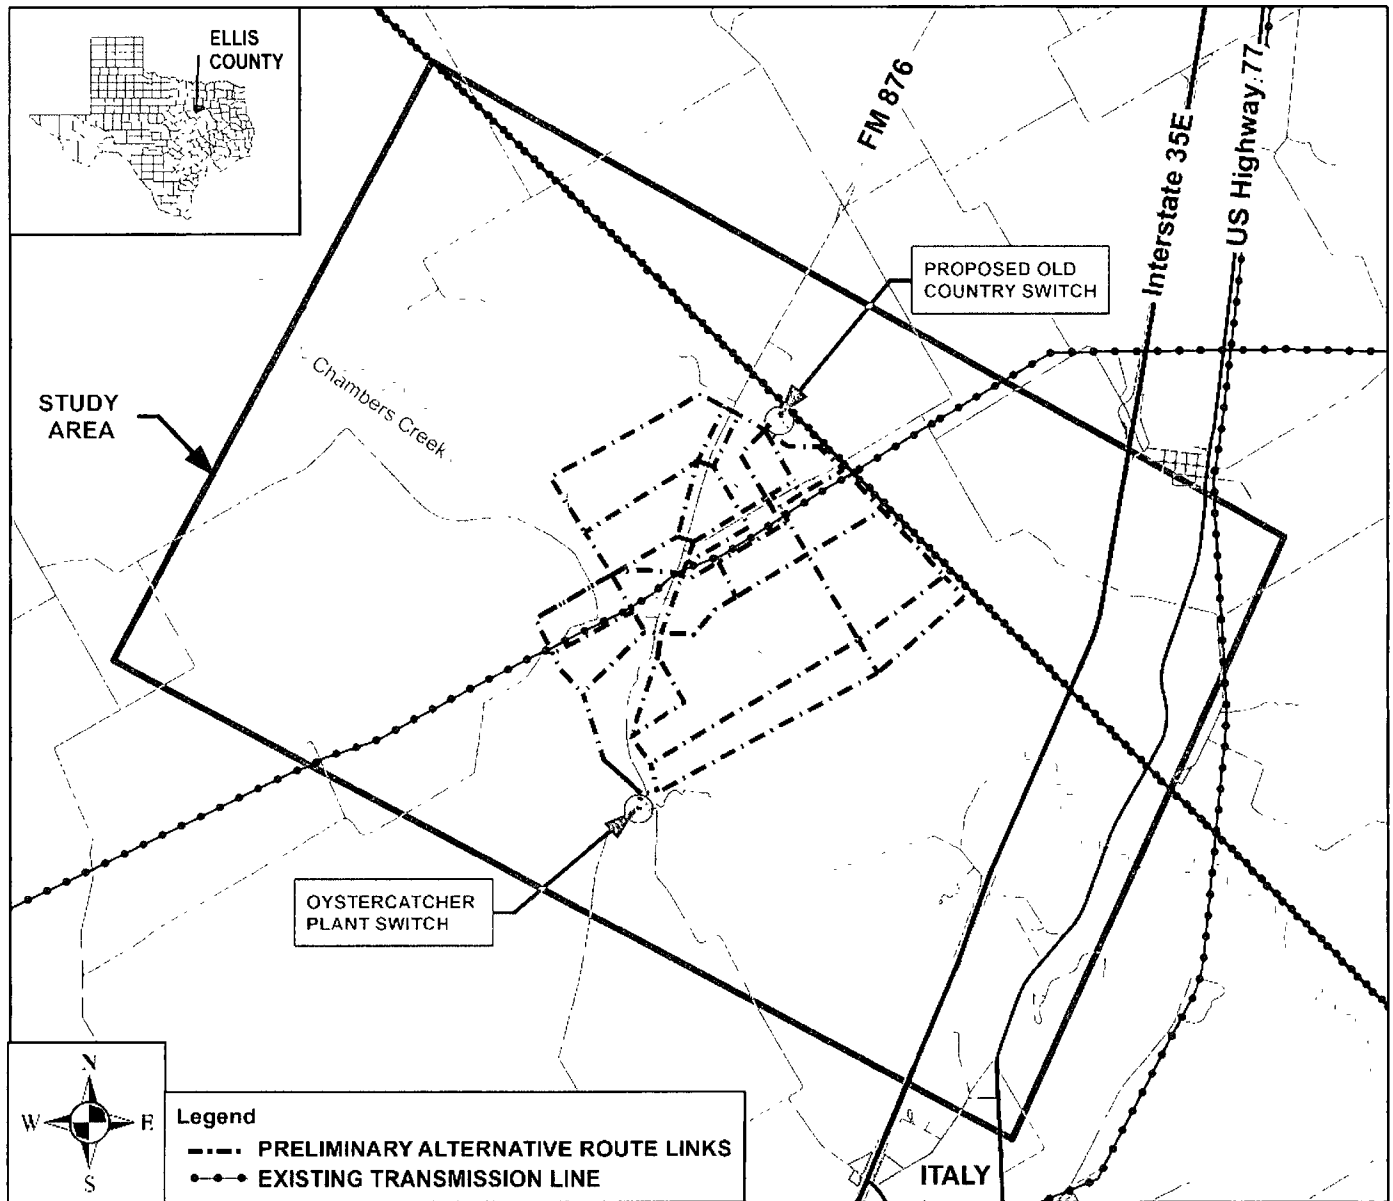 ELLIS
COUNTY
FM 876
Interstate 35E
US Highway 77
PROPOSED OLD
COUNTRY SWITCH
STUDY
AREA
Chambers Creek
OYSTERCATCHER
PLANT SWITCH
N
W
E
S
Legend
PRELIMINARY ALTERNATIVE ROUTE LINKS
EXISTING TRANSMISSION LINE
ITALY